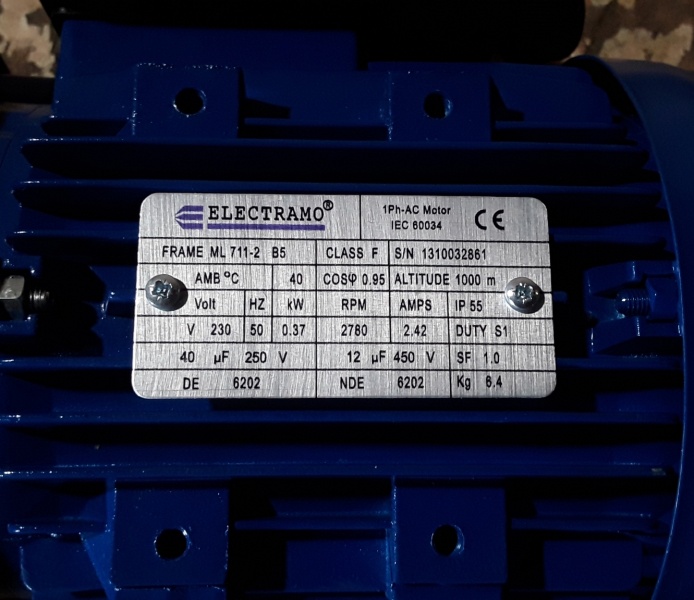 ELECTRAMO®
1Ph-AC Motor
IEC 60034
CE
FRAME ML 711-2 B5 CLASS F S/N 1310032861
AMB °C 40 COSφ 0.95 ALTITUDE 1000 m
Volt HZ kW RPM AMPS IP 55
V 230 50 0.37 2780 2.42 DUTY S1
40 µF 250 V 12 µF 450 V SF 1.0
DE 6202 NDE 6202 Kg 6.4